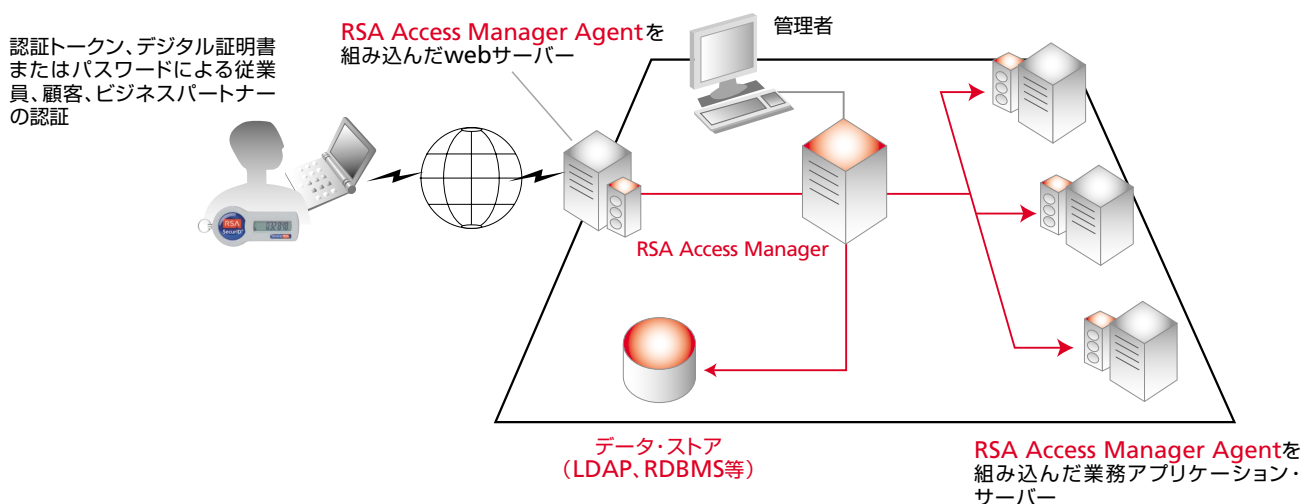 認証トークン、デジタル証明書
またはパスワードによる従業
員、顧客、ビジネスパートナー
の認証
RSA Access Manager Agentを
組み込んだwebサーバー
管理者
RSA
SecurID
RSA Access Manager
データ・ストア
（LDAP、RDBMS等）
RSA Access Manager Agentを
組み込んだ業務アプリケーション・
サーバー